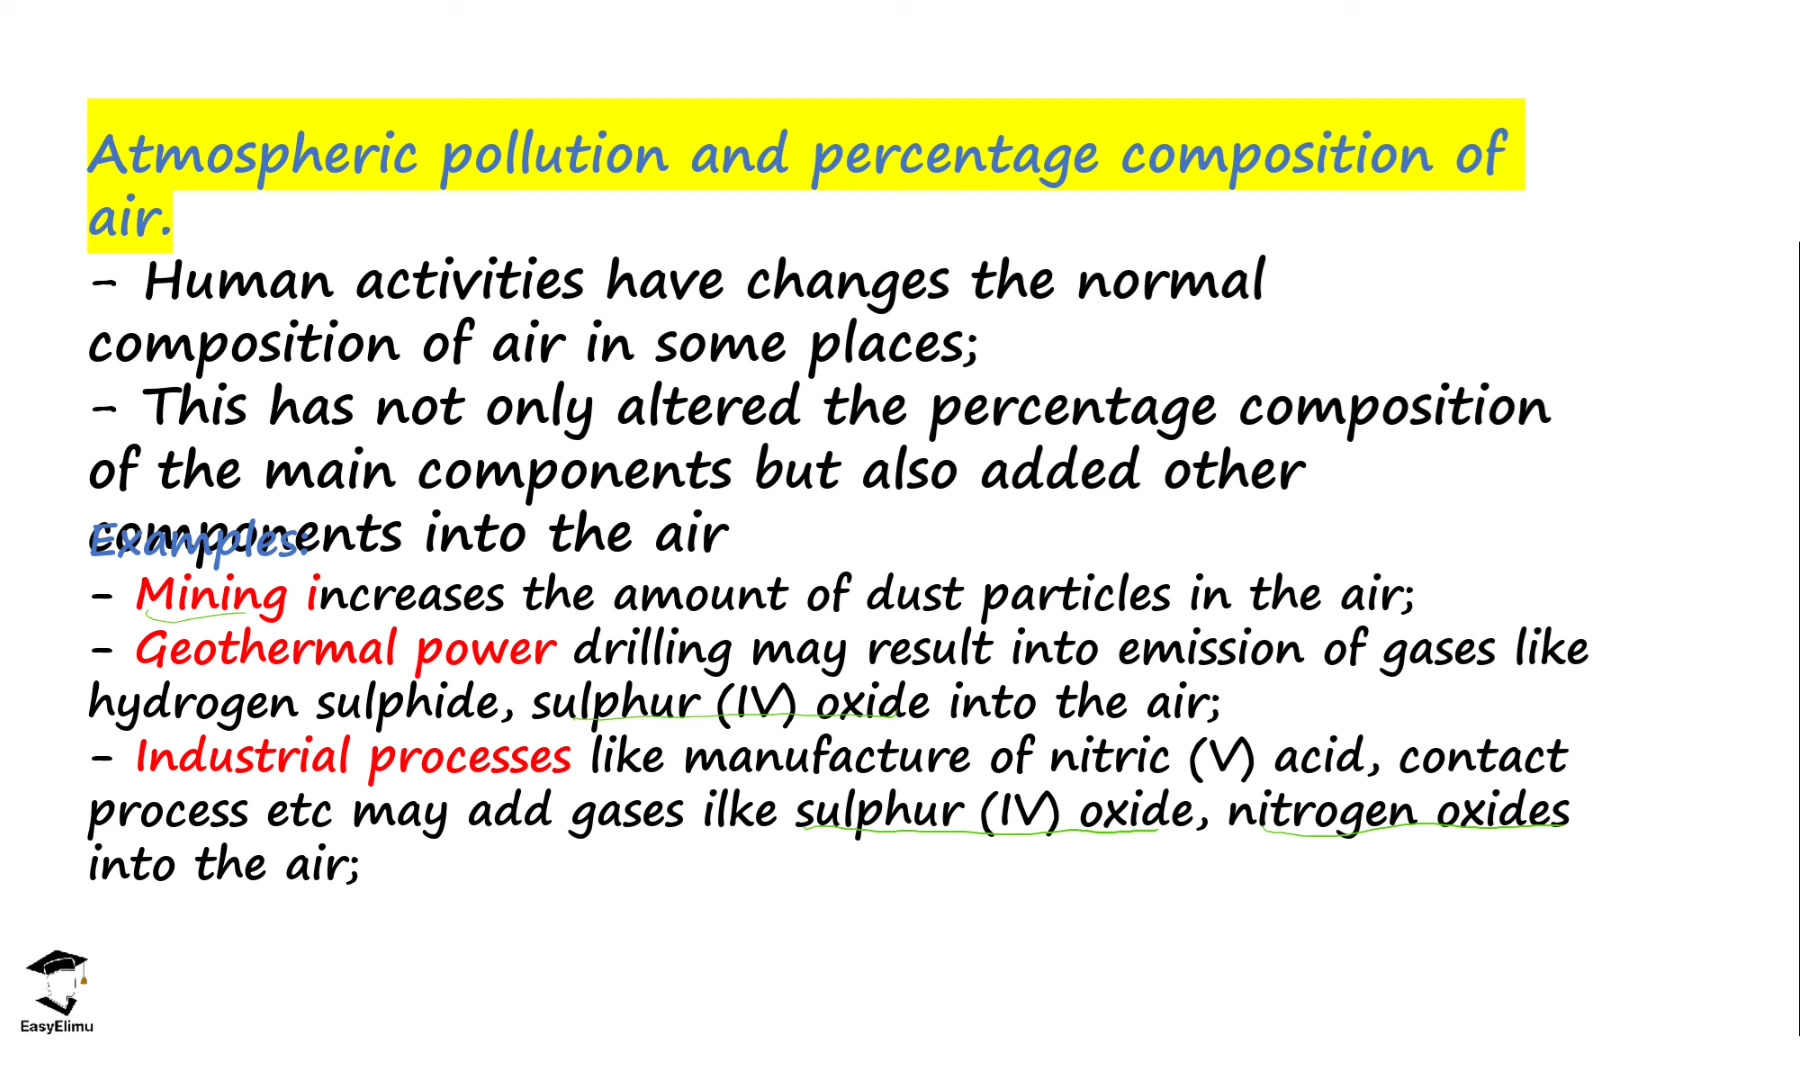 Atmospheric pollution and percentage composition of
air.
- Human activities have changes the normal
composition of air in some places;
- This has not only altered the percentage composition
of the main components but also added other
components into the air
Examples:
- Mining increases the amount of dust particles in the air;
- Geothermal power drilling may result into emission of gases like
hydrogen sulphide, sulphur (IV) oxide into the air;
- Industrial processes like manufacture of nitric (V) acid, contact
process etc may add gases ilke sulphur (IV) oxide, nitrogen oxides
into the air;
EasyElimu